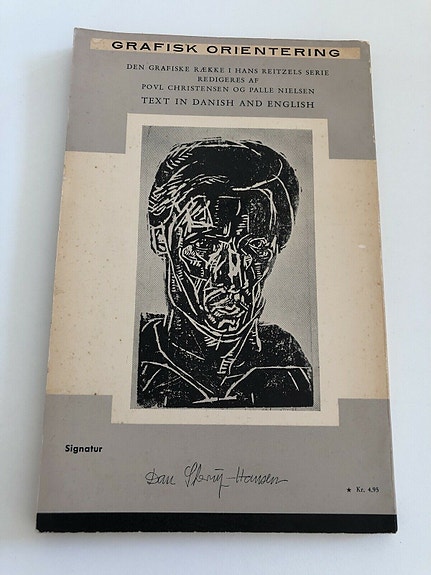 GRAFISK ORIENTERING
DEN GRAFISKE RÆKKE I HANS REITZELS SERIE
REDIGERES AF
POVL CHRISTENSEN OG PALLE NIELSEN
TEXT IN DANISH AND ENGLISH
Signatur
Dan Sterup-Hansen
★ Kr. 4.95